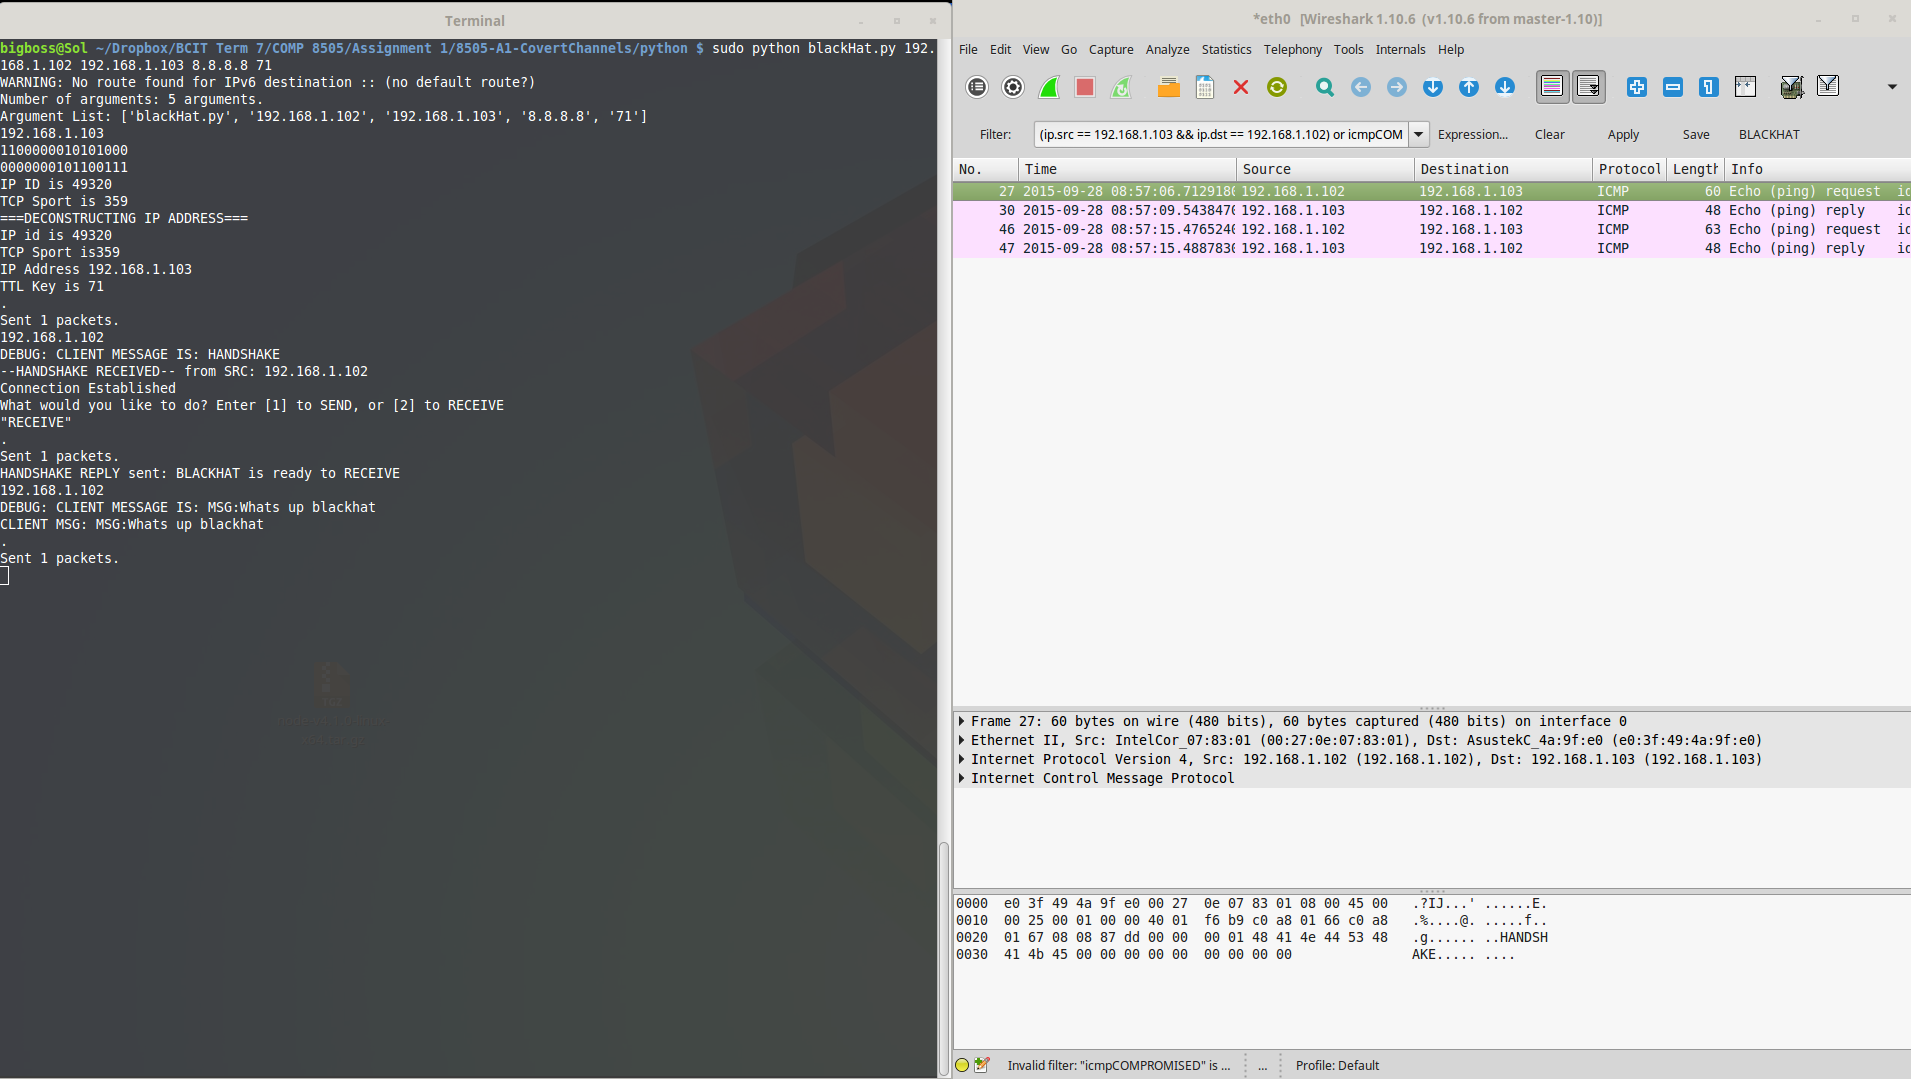 Terminal
bigboss@Sol ~/Dropbox/BCIT Term 7/COMP 8505/Assignment 1/8505-A1-CovertChannels/python $ sudo python blackHat.py 192.
168.1.102 192.168.1.103 8.8.8.8 71
WARNING: No route found for IPv6 destination :: (no default route?)
Number of arguments: 5 arguments.
Argument List: ['blackHat.py', '192.168.1.102', '192.168.1.103', '8.8.8.8', '71']
192.168.1.103
1100000010101000
0000000101100111
IP ID is 49320
TCP Sport is 359
===DECONSTRUCTING IP ADDRESS===
IP id is 49320
TCP Sport is359
IP Address 192.168.1.103
TTL Key is 71
.
Sent 1 packets.
192.168.1.102
DEBUG: CLIENT MESSAGE IS: HANDSHAKE
--HANDSHAKE RECEIVED-- from SRC: 192.168.1.102
Connection Established
What would you like to do? Enter [1] to SEND, or [2] to RECEIVE
"RECEIVE"
.
Sent 1 packets.
HANDSHAKE REPLY sent: BLACKHAT is ready to RECEIVE
192.168.1.102
DEBUG: CLIENT MESSAGE IS: MSG:Whats up blackhat
CLIENT MSG: MSG:Whats up blackhat
.
Sent 1 packets.
*eth0 [Wireshark 1.10.6 (v1.10.6 from master-1.10)]
File Edit View Go Capture Analyze Statistics Telephony Tools Internals Help
Filter: (ip.src == 192.168.1.103 && ip.dst == 192.168.1.102) or icmpCOM Expression... Clear Apply Save BLACKHAT
No. Time Source Destination Protocol Length Info
27 2015-09-28 08:57:06.7129180 192.168.1.102 192.168.1.103 ICMP 60 Echo (ping) request id
30 2015-09-28 08:57:09.5438470 192.168.1.103 192.168.1.102 ICMP 48 Echo (ping) reply id
46 2015-09-28 08:57:15.4765240 192.168.1.102 192.168.1.103 ICMP 63 Echo (ping) request id
47 2015-09-28 08:57:15.4887830 192.168.1.103 192.168.1.102 ICMP 48 Echo (ping) reply id
Frame 27: 60 bytes on wire (480 bits), 60 bytes captured (480 bits) on interface 0
Ethernet II, Src: IntelCor_07:83:01 (00:27:0e:07:83:01), Dst: AsustekC_4a:9f:e0 (e0:3f:49:4a:9f:e0)
Internet Protocol Version 4, Src: 192.168.1.102 (192.168.1.102), Dst: 192.168.1.103 (192.168.1.103)
Internet Control Message Protocol
0000 e0 3f 49 4a 9f e0 00 27 0e 07 83 01 08 00 45 00 .?IJ...' ......E.
0010 00 25 00 01 00 00 40 01 f6 b9 c0 a8 01 66 c0 a8 .%....@. .....f..
0020 01 67 08 08 87 dd 00 00 00 01 48 41 4e 44 53 48 .g...... ..HANDSH
0030 41 4b 45 00 00 00 00 00 00 00 00 00 AKE..... ....
Invalid filter: "icmpCOMPROMISED" is ... ... Profile: Default